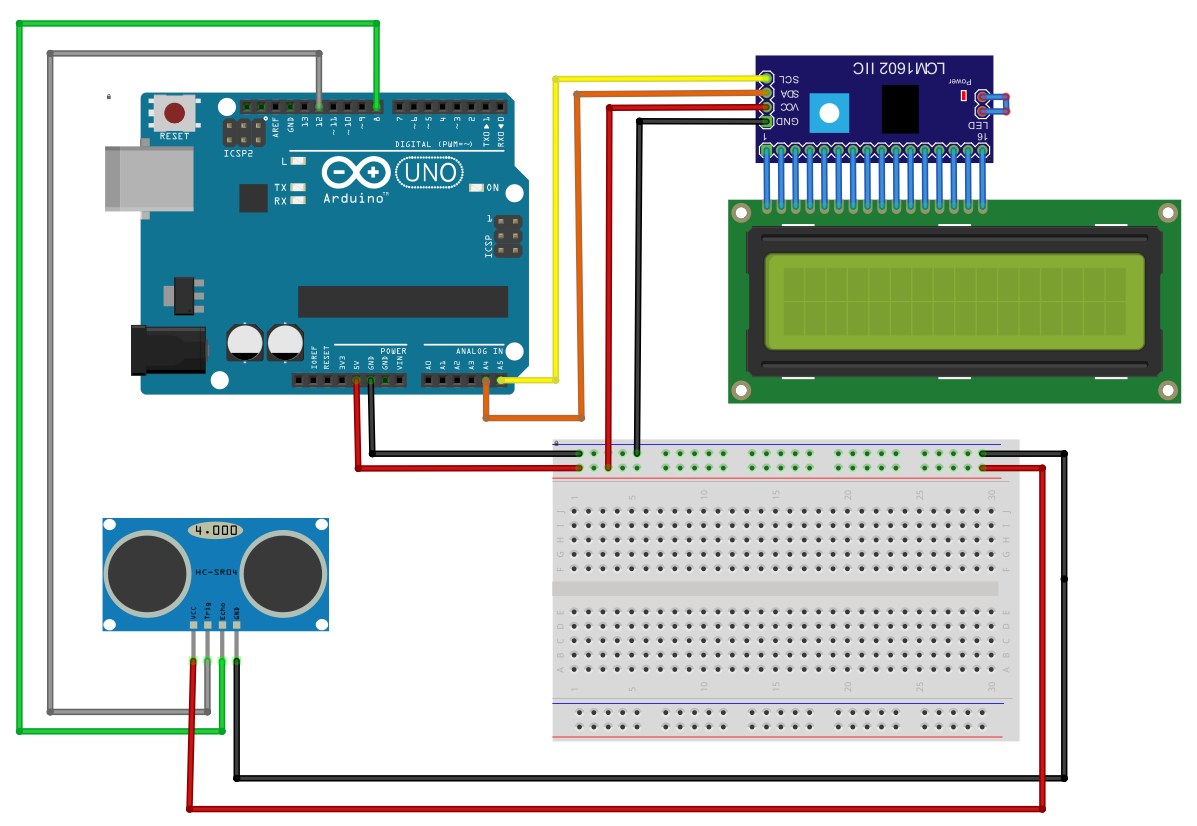 RESET
ICSP2
AREF
GND
13
12
~11
~10
~9
8
7
~6
~5
4
~3
2
TXD▶1
RXD◀0
DIGITAL (PWM=~)
L
TX
RX
Arduino™
UNO
ON
1
ICSP
POWER
ANALOG IN
IOREF
RESET
3V3
5V
GND
GND
VIN
A0
A1
A2
A3
A4
A5
LCM1602 IIC
SCL
SDA
VCC
GND
Power
LED
1
16
4.000
HC-SR04
VCC
Trig
Echo
GND
1 5 10 15 20 25 30
J J
I I
H H
G G
F F
E E
D D
C C
B B
A A
1 5 10 15 20 25 30